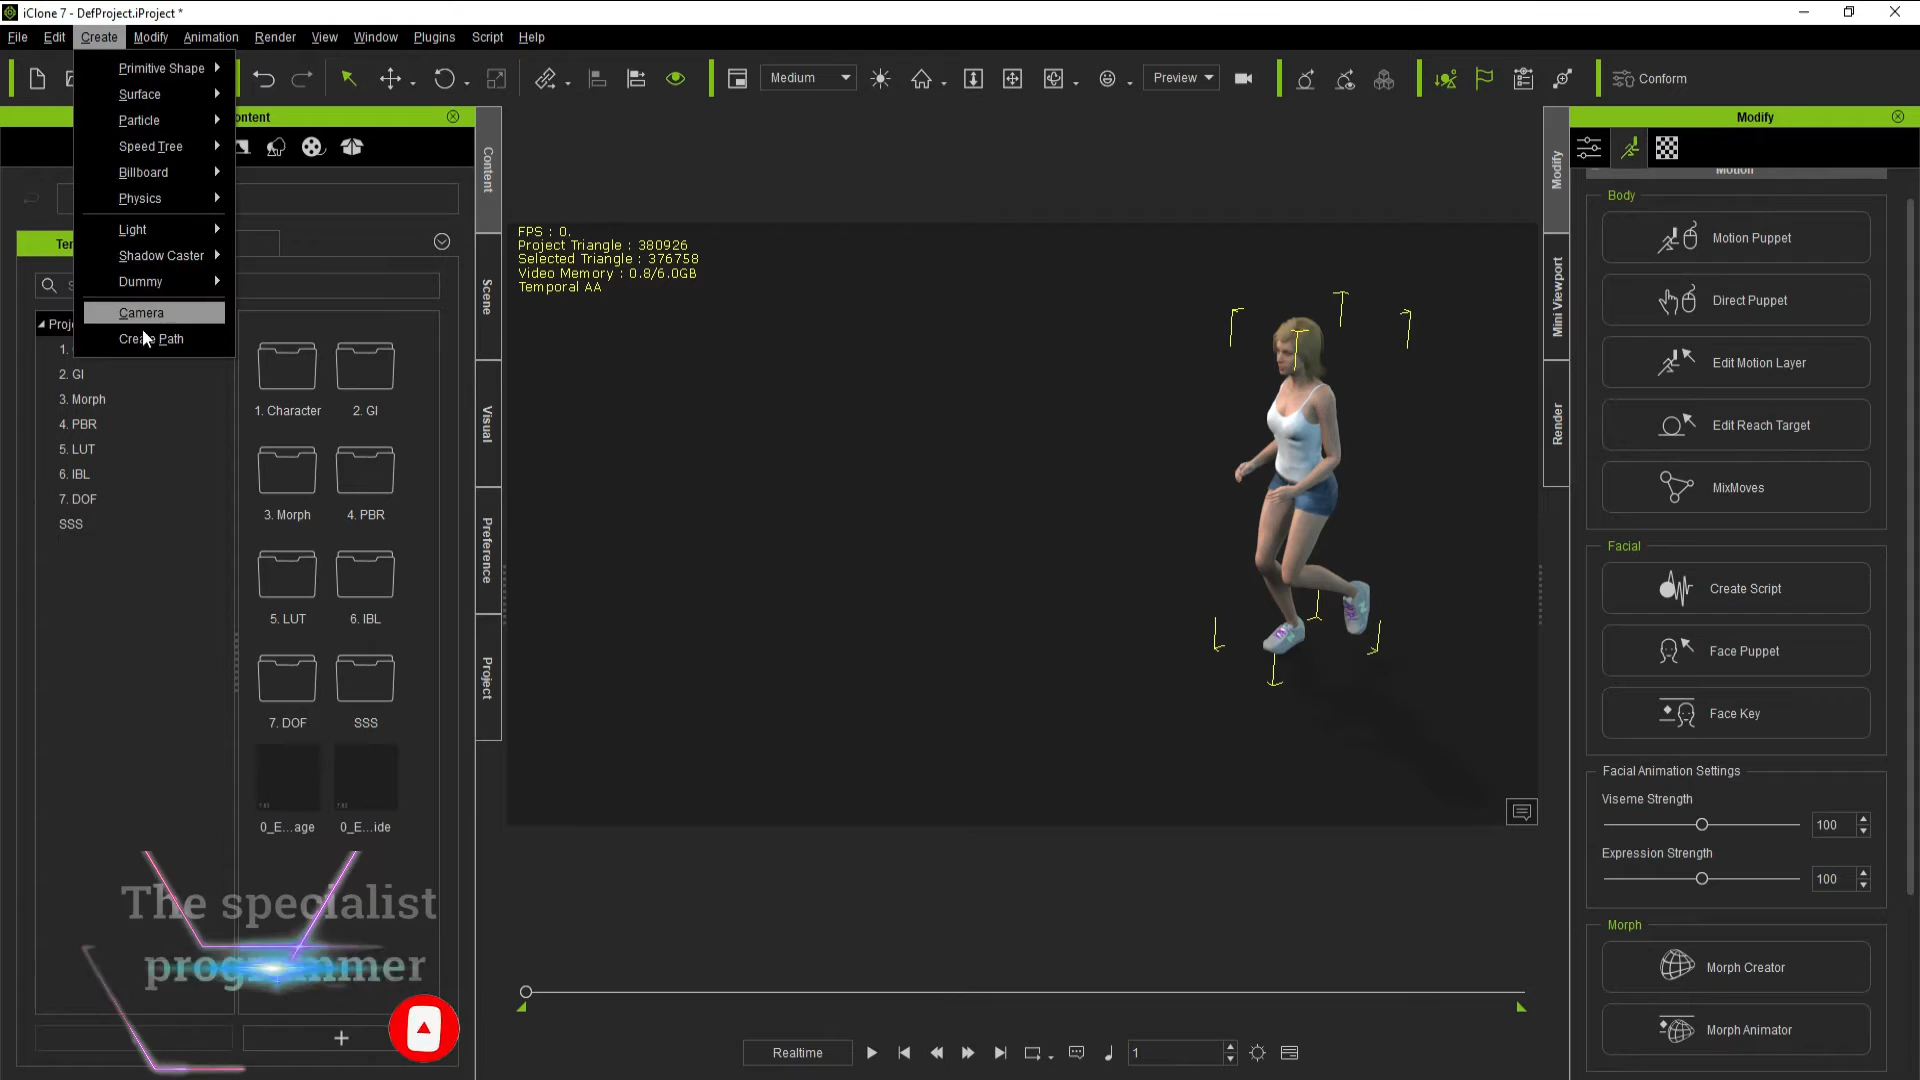 iClone 7 - DefProject.iProject *
File Edit Create Modify Animation Render View Window Plugins Script Help
Primitive Shape
Surface
Particle
Speed Tree
Billboard
Physics
Light
Shadow Caster
Dummy
Camera
Create Path
Medium
Preview
Conform
ontent
Content
Scene
Visual
Preference
Project
2. GI
3. Morph
4. PBR
5. LUT
6. IBL
7. DOF
SSS
1. Character
2. GI
3. Morph
4. PBR
5. LUT
6. IBL
7. DOF
SSS
0_E...age
0_E...ide
FPS : 0.
Project Triangle : 380926
Selected Triangle : 376758
Video Memory : 0.8/6.0GB
Temporal AA
Modify
Mini Viewport
Render
Modify
Motion
Body
Motion Puppet
Direct Puppet
Edit Motion Layer
Edit Reach Target
MixMoves
Facial
Create Script
Face Puppet
Face Key
Facial Animation Settings
Viseme Strength
100
Expression Strength
100
Morph
Morph Creator
Morph Animator
The specialist
programmer
Realtime
1